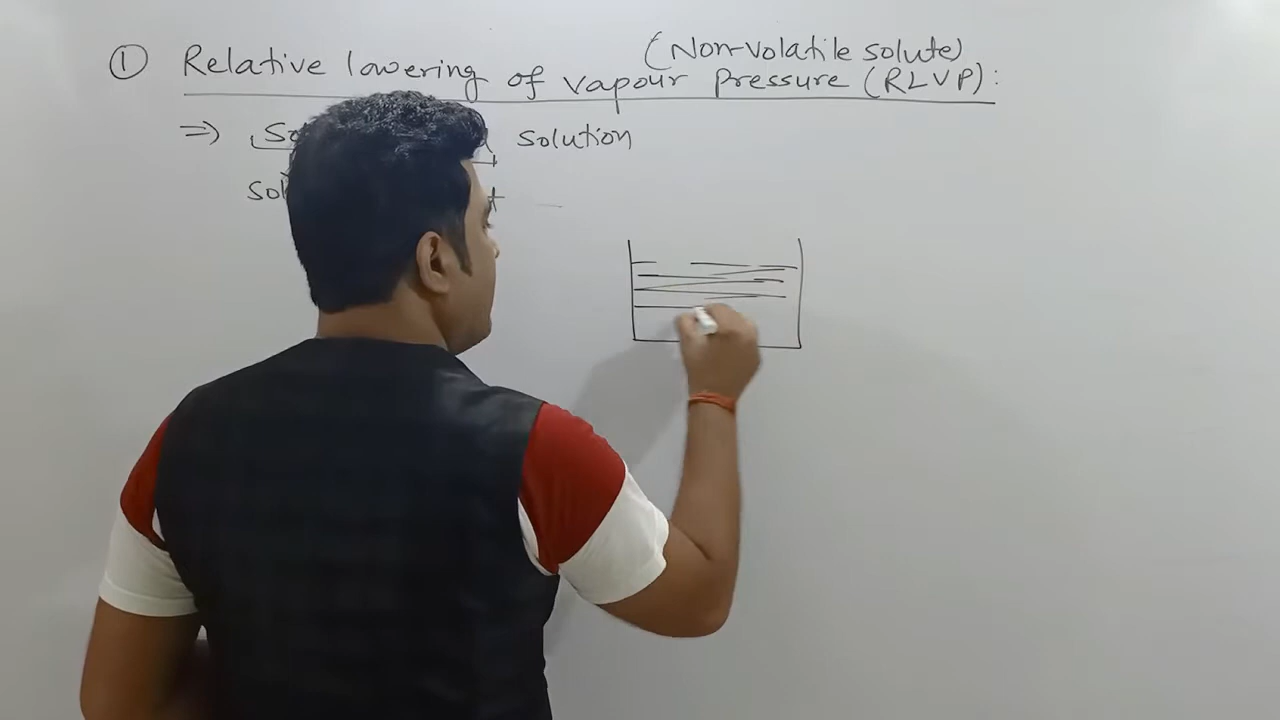 (Non-volatile solute)
① Relative lowering of vapour pressure (RLVP):
=> solution